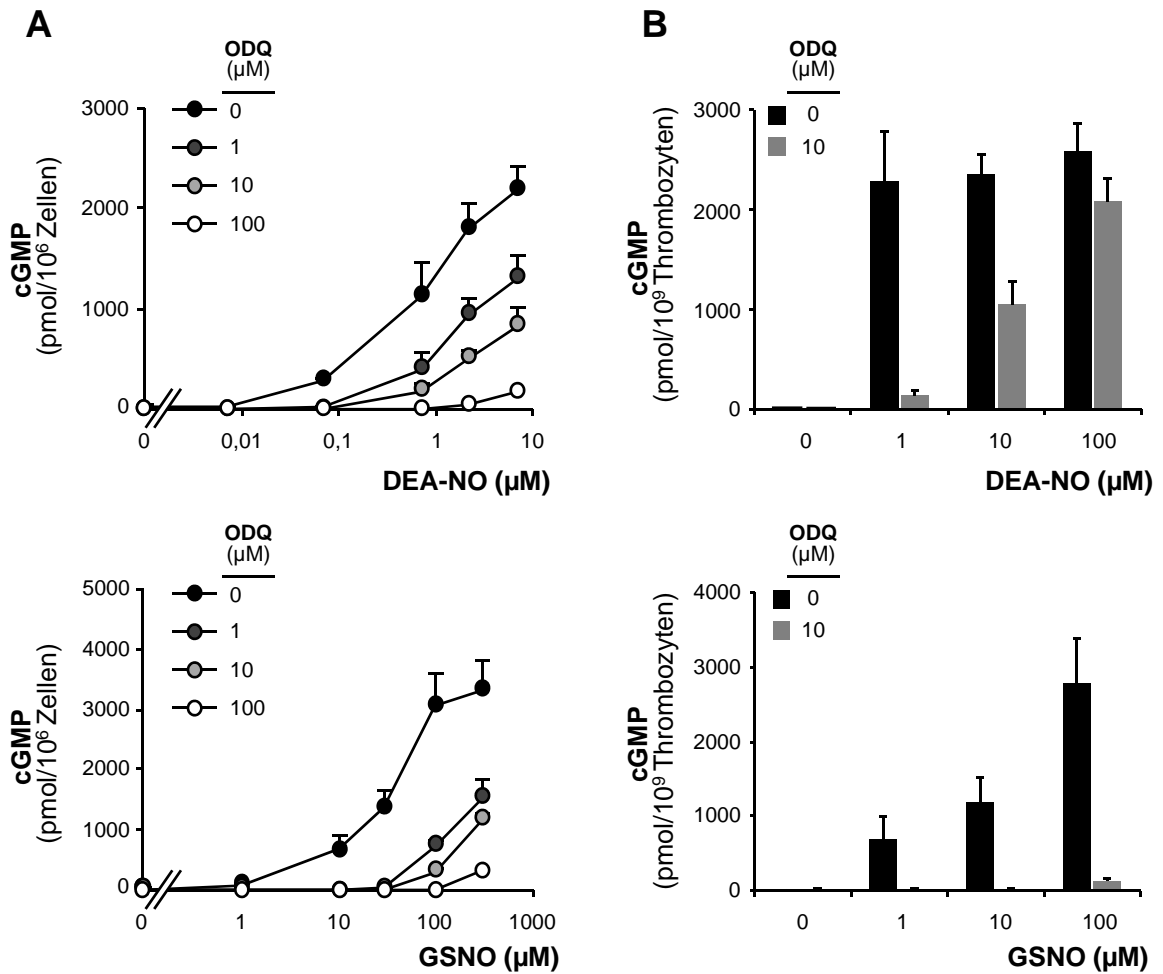 A
ODQ
(µM)
3000
2000
1000
0
0
1
10
100
cGMP
(pmol/10⁶ Zellen)
0
0,01
0,1
1
10
DEA-NO (µM)
B
ODQ
(µM)
3000
2000
1000
0
0
10
cGMP
(pmol/10⁹ Thrombozyten)
0
1
10
100
DEA-NO (µM)
ODQ
(µM)
5000
4000
3000
2000
1000
0
0
1
10
100
cGMP
(pmol/10⁶ Zellen)
0
1
10
100
1000
GSNO (µM)
ODQ
(µM)
4000
3000
2000
1000
0
0
10
cGMP
(pmol/10⁹ Thrombozyten)
0
1
10
100
GSNO (µM)